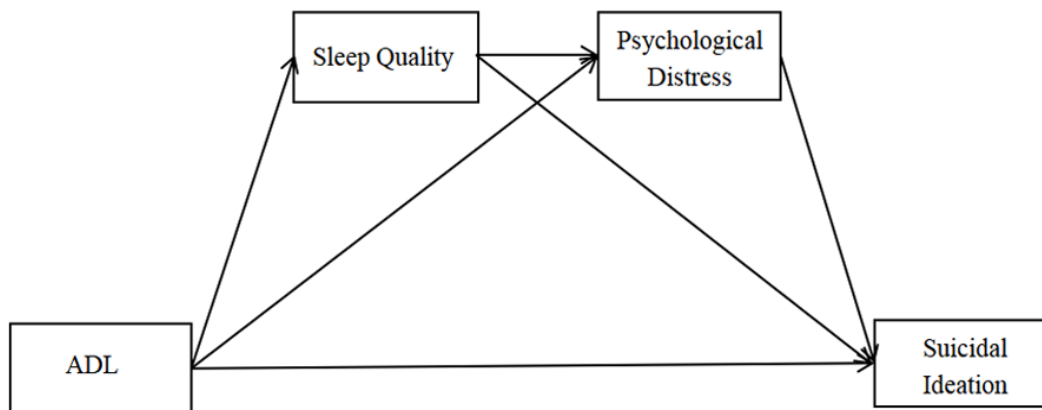 Sleep Quality
Psychological
Distress
ADL
Suicidal
Ideation